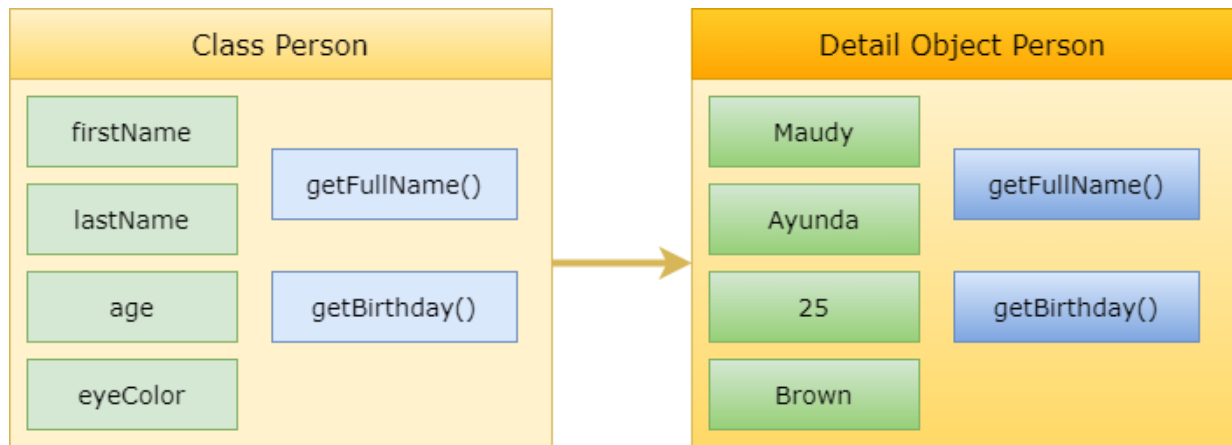 Class Person
firstName
lastName
age
eyeColor
getFullName()
getBirthday()
Detail Object Person
Maudy
Ayunda
25
Brown
getFullName()
getBirthday()